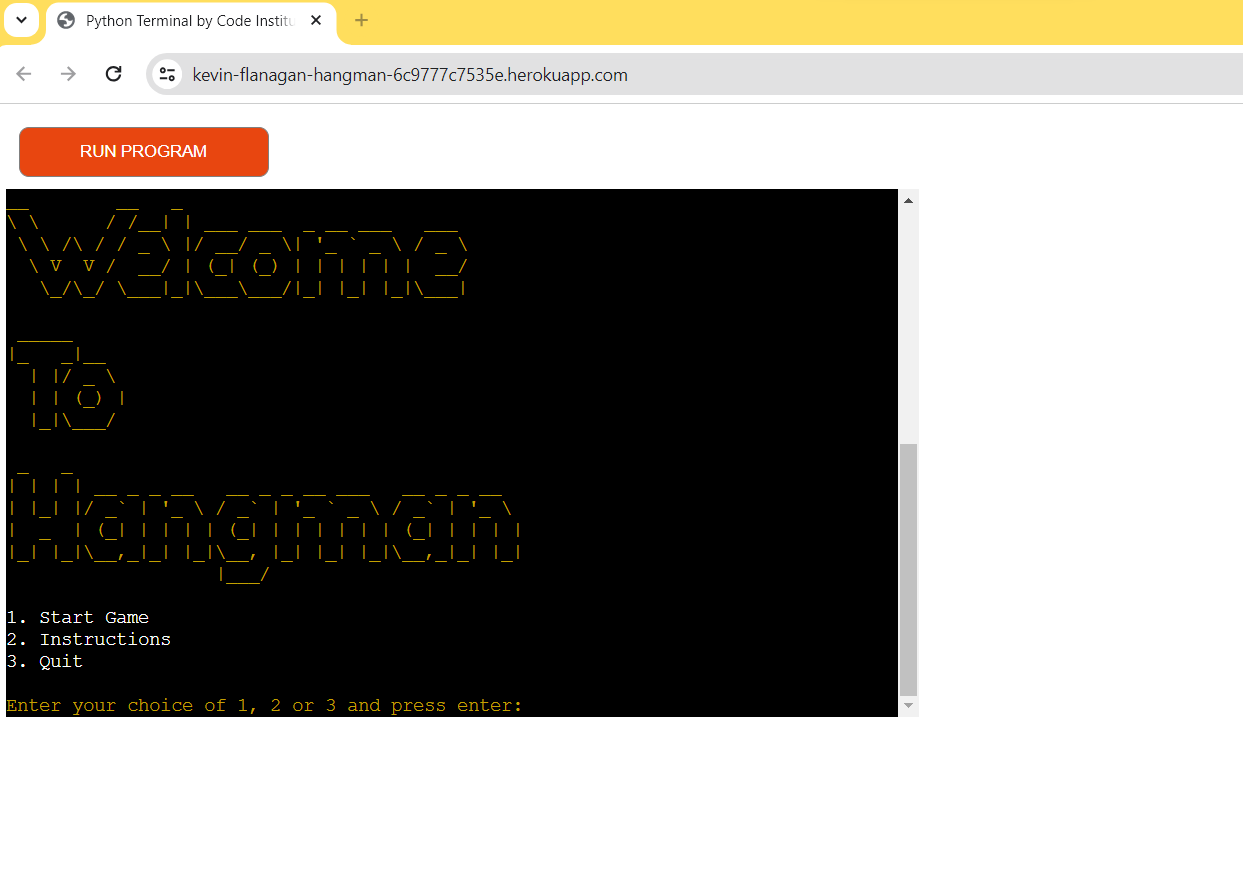 Python Terminal by Code Institu
kevin-flanagan-hangman-6c9777c7535e.herokuapp.com
RUN PROGRAM
Welcome
To
Hangman
1. Start Game
2. Instructions
3. Quit
Enter your choice of 1, 2 or 3 and press enter: